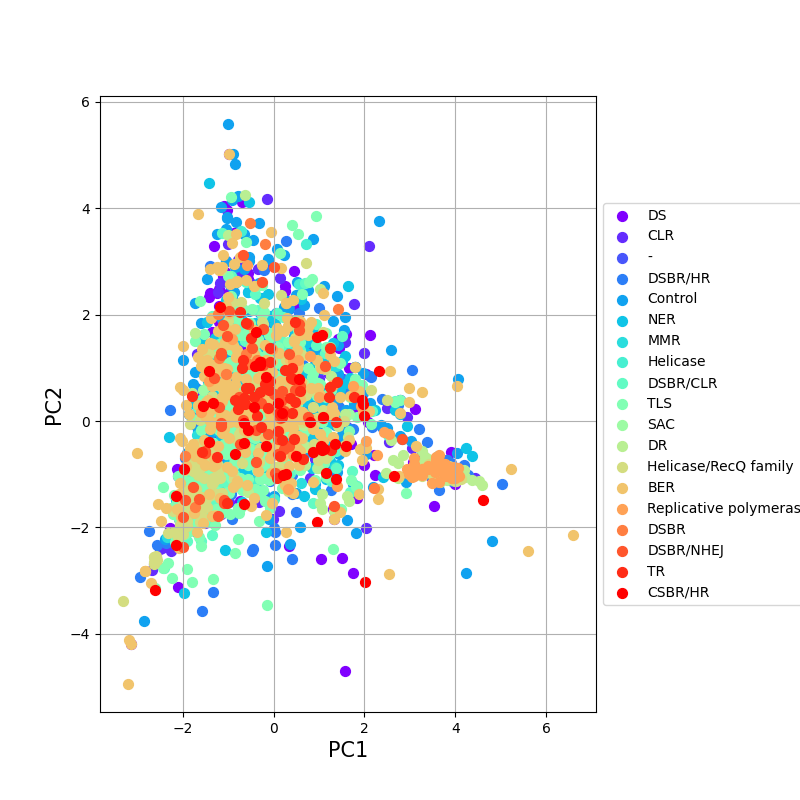 6
4
2
0
−2
−4
−2
0
2
4
6
PC1
PC2
DS
CLR
-
DSBR/HR
Control
NER
MMR
Helicase
DSBR/CLR
TLS
SAC
DR
Helicase/RecQ family
BER
Replicative polymeras
DSBR
DSBR/NHEJ
TR
CSBR/HR